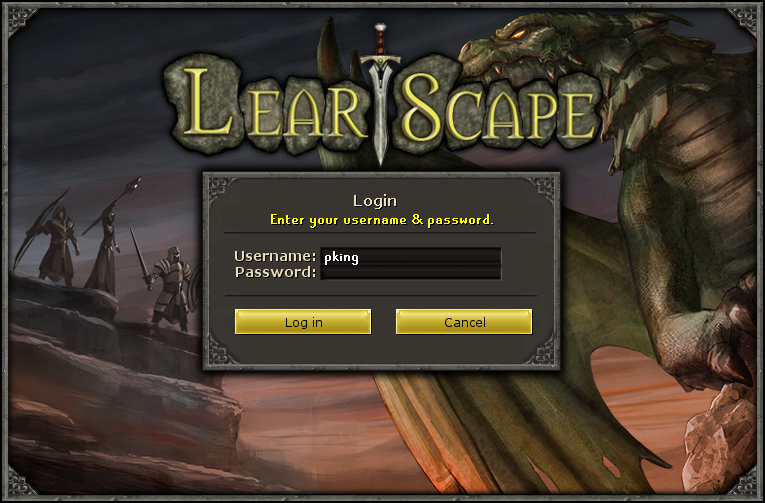 LEARSCAPE
Login
Enter your username & password.
Username: pking
Password:
Log in Cancel